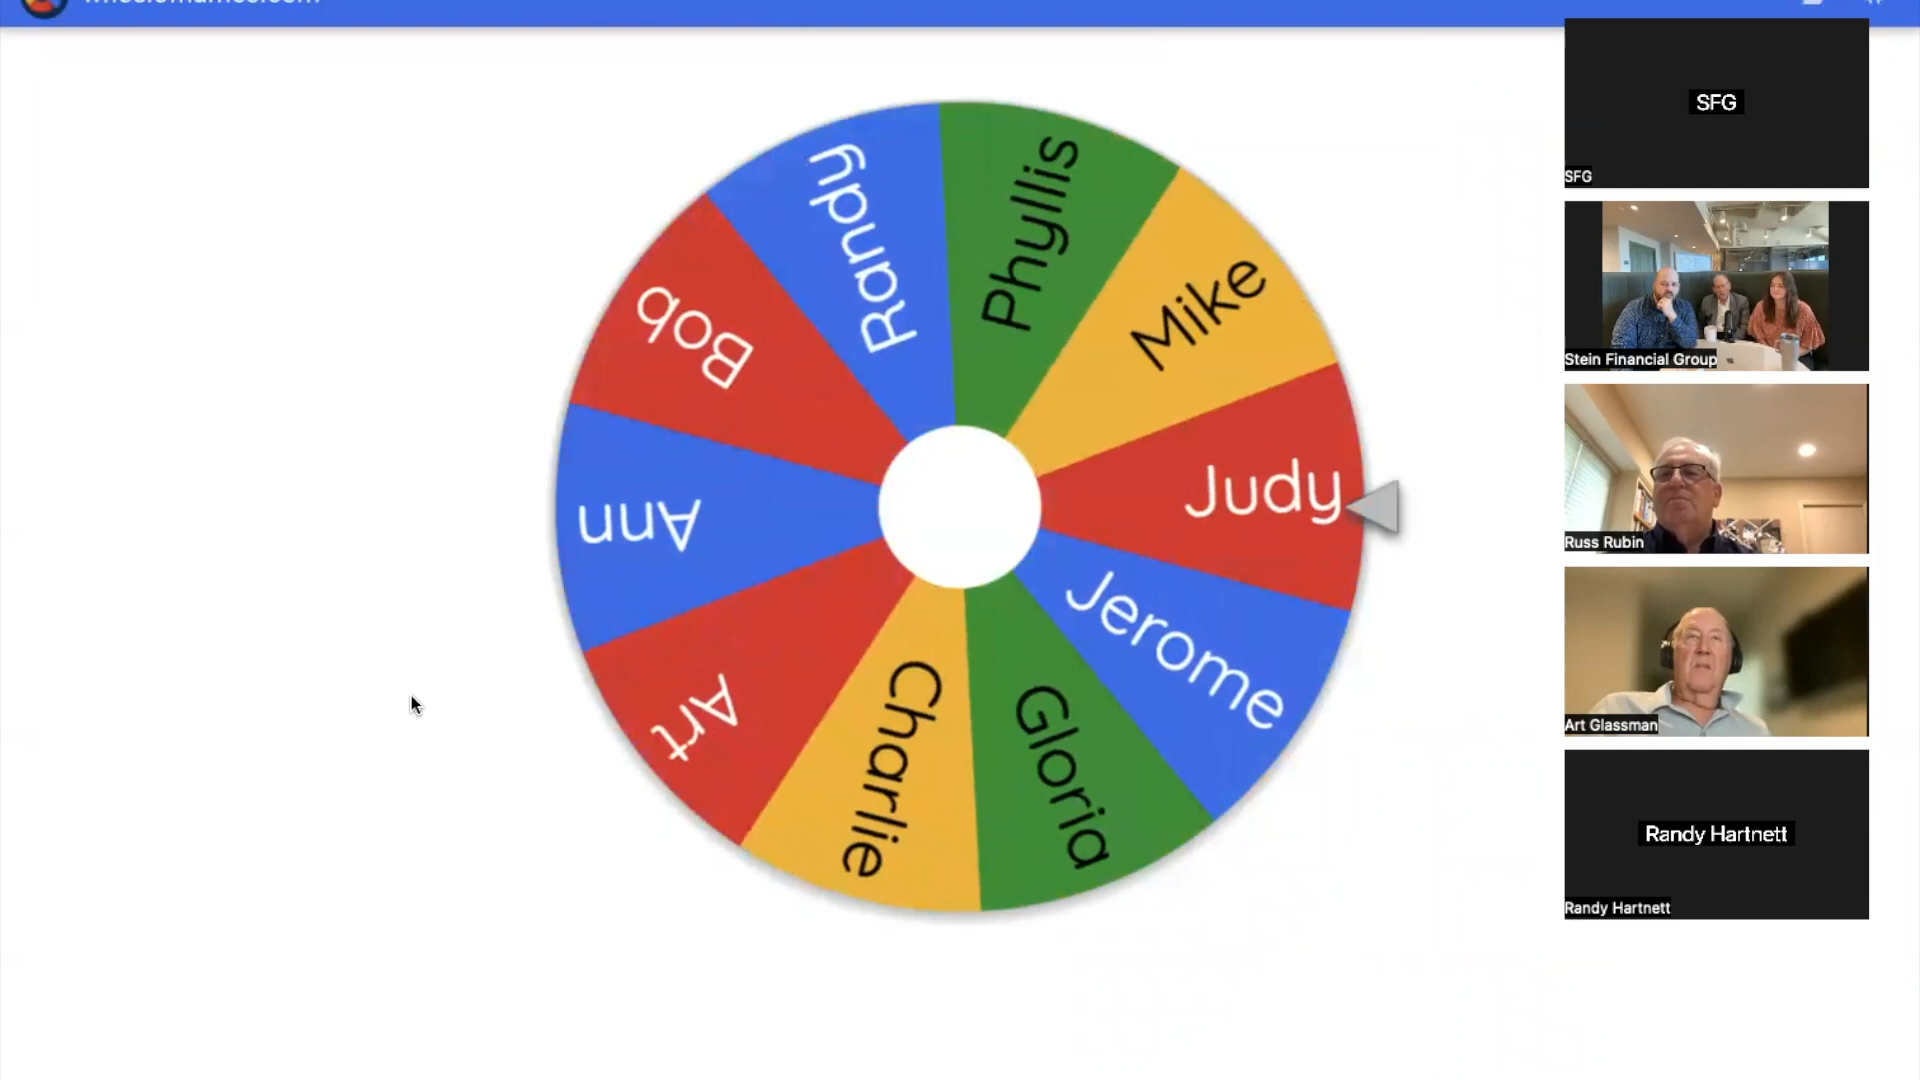 Phyllis
Mike
Judy
Jerome
Gloria
Charlie
Art
Ann
Bob
Randy
SFG
SFG
Stein Financial Group
Russ Rubin
Art Glassman
Randy Hartnett
Randy Hartnett